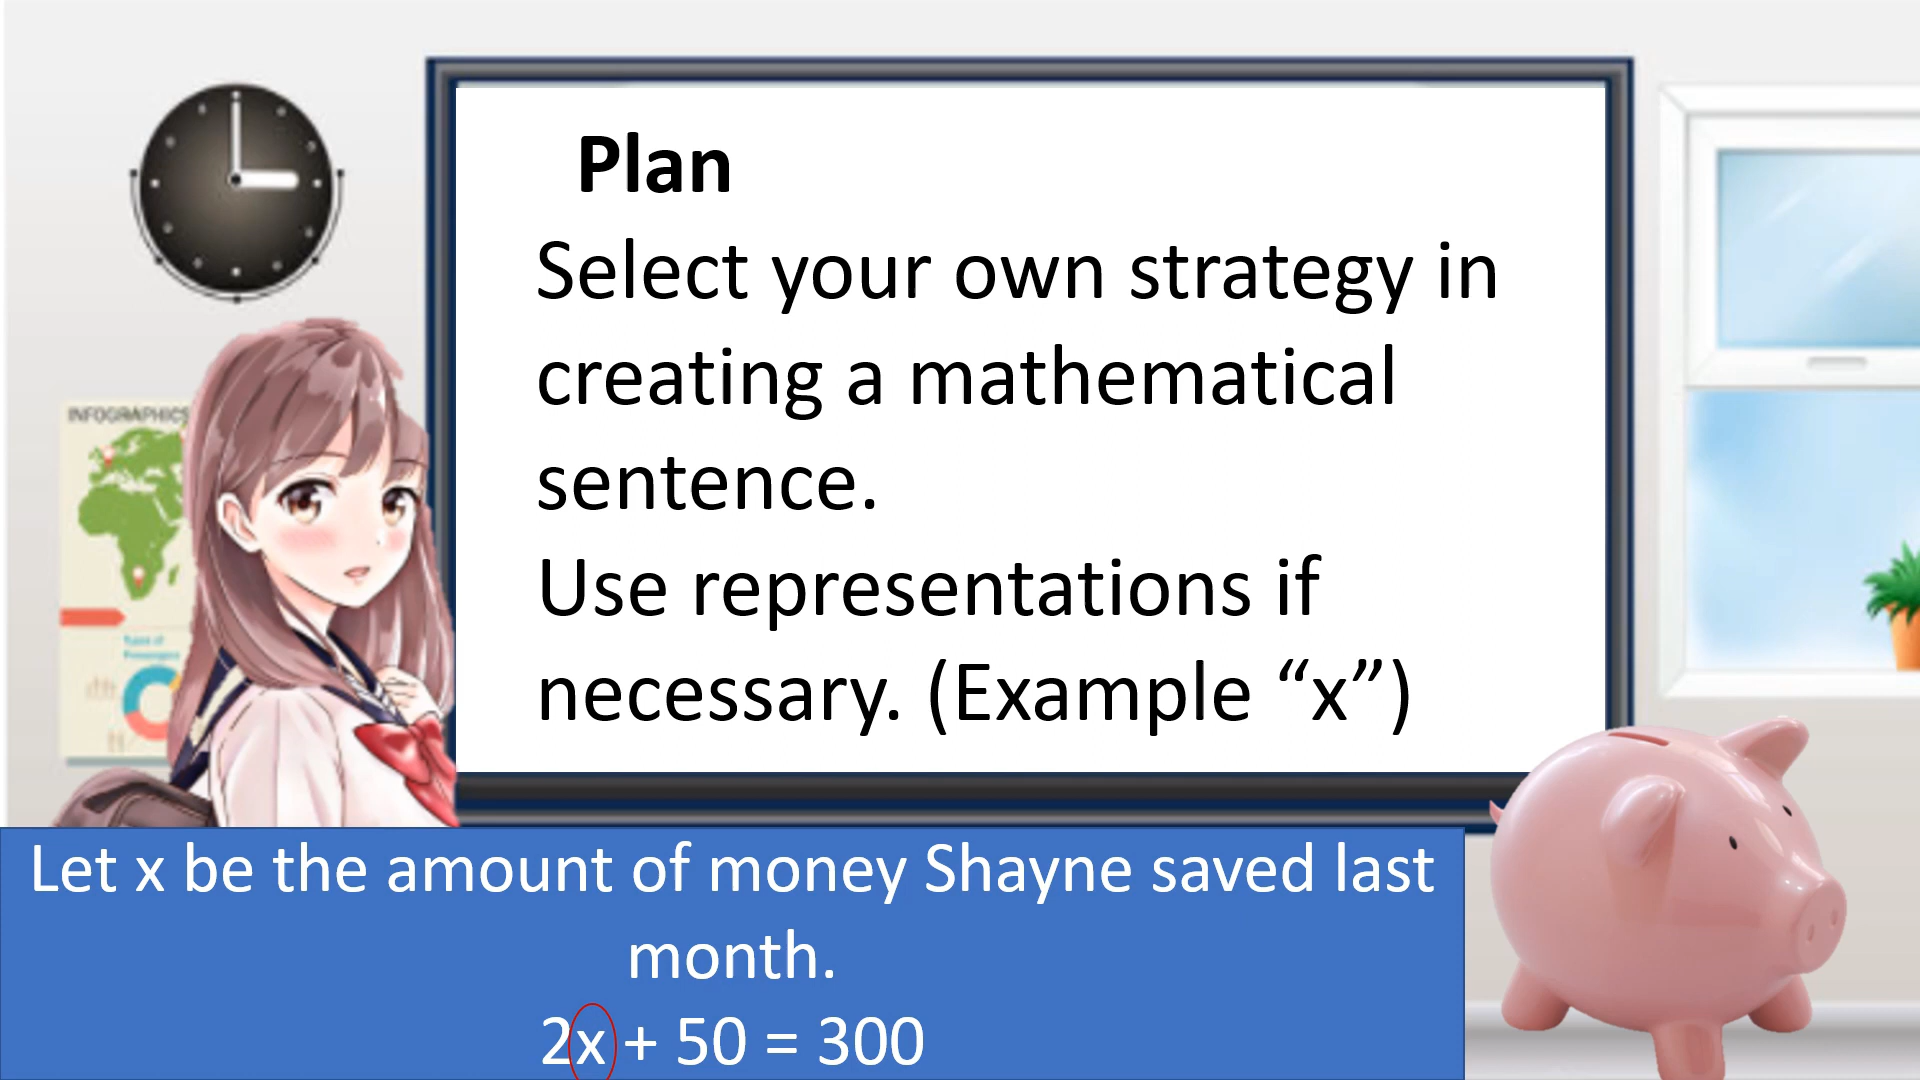 Plan
Select your own strategy in
creating a mathematical
sentence.
Use representations if
necessary. (Example “x”)
INFOGRAPHICS
Let x be the amount of money Shayne saved last
month.
2x + 50 = 300